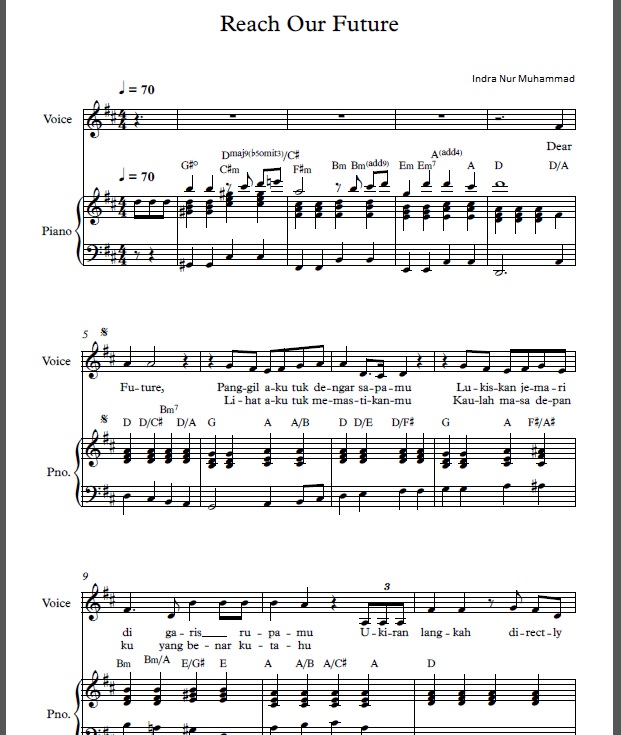 Reach Our Future
Indra Nur Muhammad
♩ = 70
Voice
Dear
♩ = 70
G♯° C♯m Dmaj9(b5omit3)/C♯ F♯m Bm Bm(add9) Em Em7 A(add4) A D D/A
Piano
5
Voice
Fu-ture, Pang-gil a-ku tuk de-ngar sa-pa-mu Lu-kis-kan je-ma-ri
Li-hat a-ku tuk me-mas-ti-kan-mu Kau-lah ma-sa de-pan
D D/C♯ Bm7 D/A G A A/B D D/E D/F♯ G A F♯/A♯
Pno.
9
3
Voice
di ga-ris____ ru-pa-mu U-ki-ran lang-kah di-rect-ly
ku yang be-nar ku-ta-hu
Bm Bm/A E/G♯ E A A/B A/C♯ A D
Pno.